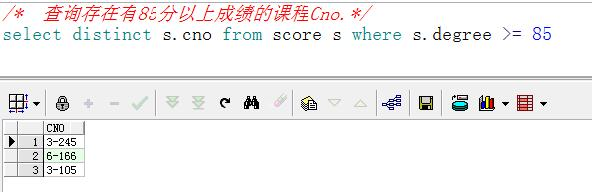 /* 查询存在有85分以上成绩的课程Cno.*/
select distinct s.cno from score s where s.degree >= 85
CNO
1 3-245
2 6-166
3 3-105